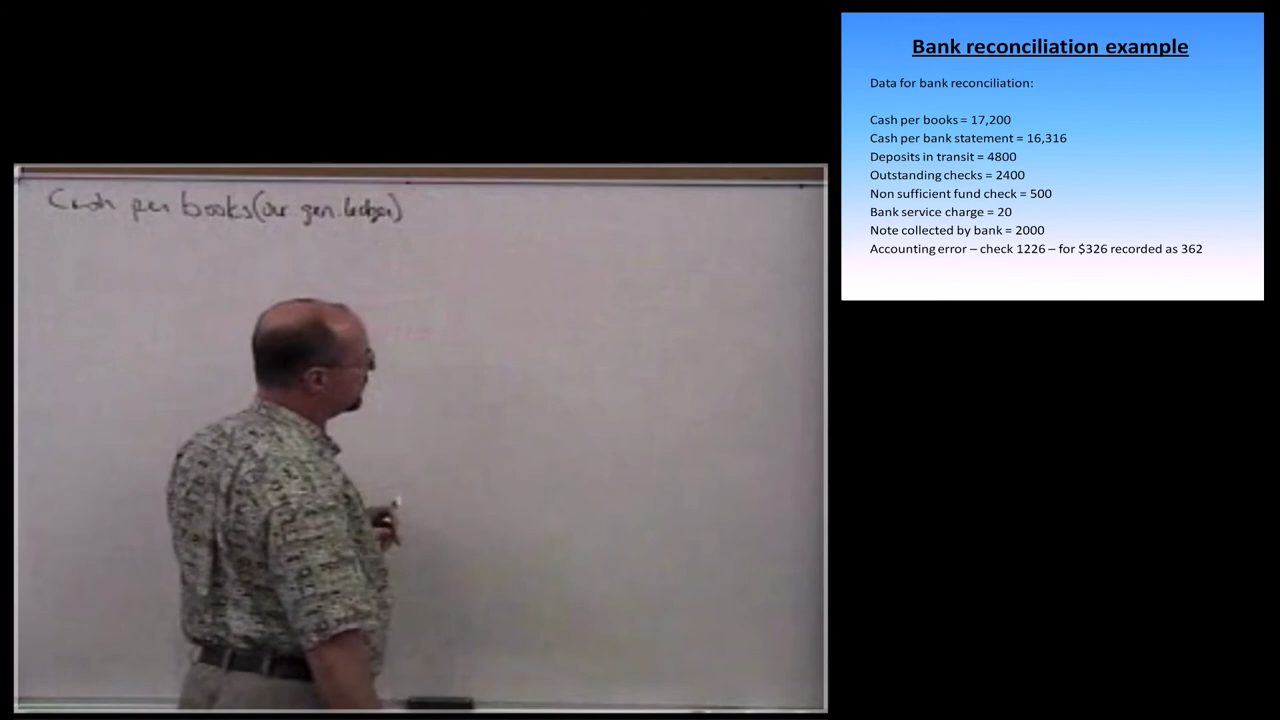 Bank reconciliation example
Data for bank reconciliation:
Cash per books = 17,200
Cash per bank statement = 16,316
Deposits in transit = 4800
Outstanding checks = 2400
Non sufficient fund check = 500
Bank service charge = 20
Note collected by bank = 2000
Accounting error – check 1226 – for $326 recorded as 362
Cash per books (our gen. ledger)